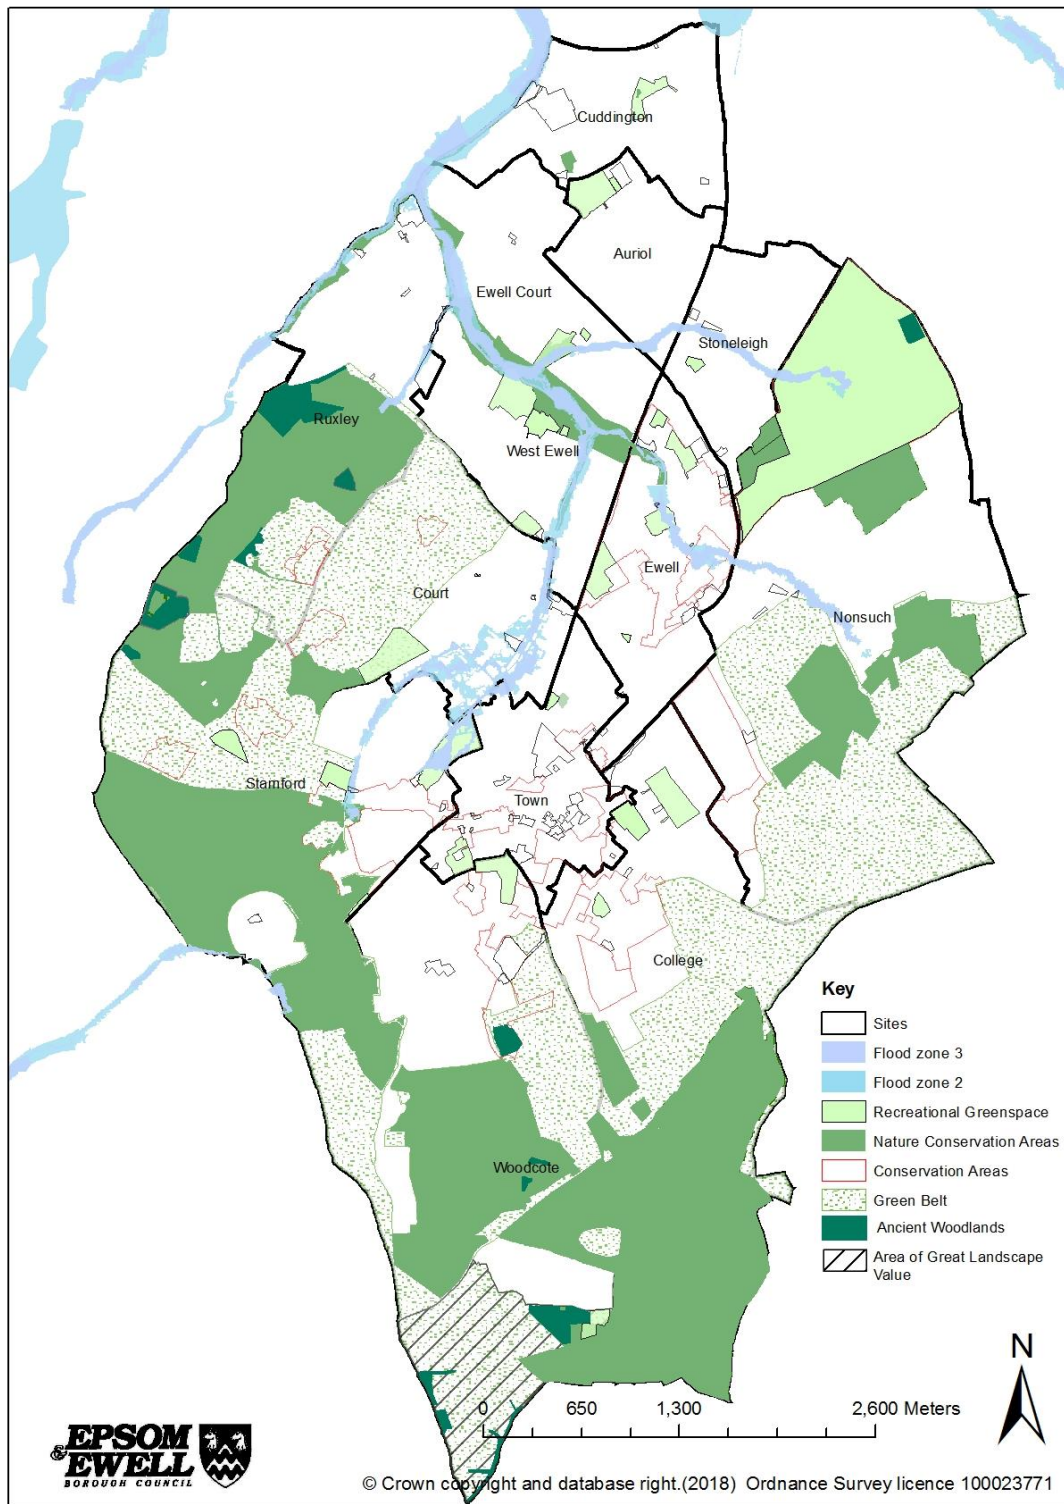 Cuddington
Auriol
Ewell Court
Stoneleigh
Ruxley
West Ewell
Ewell
Court
Nonsuch
Stamford
Town
College
Woodcote
Key
Sites
Flood zone 3
Flood zone 2
Recreational Greenspace
Nature Conservation Areas
Conservation Areas
Green Belt
Ancient Woodlands
Area of Great Landscape
Value
N
0 650 1,300 2,600 Meters
EPSOM
& EWELL
BOROUGH COUNCIL
© Crown copyright and database right.(2018) Ordnance Survey licence 100023771